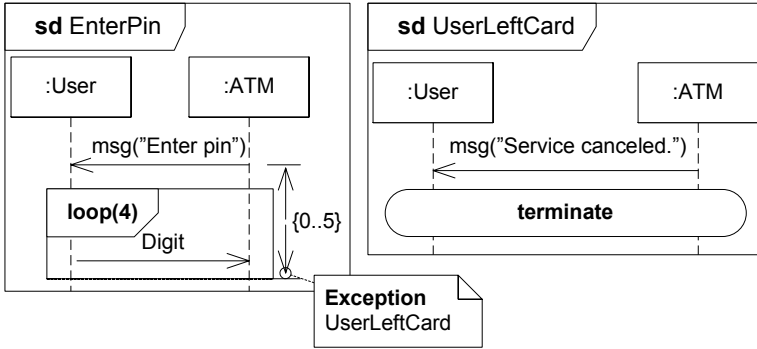 sd EnterPin
:User
:ATM
msg(”Enter pin”)
loop(4)
Digit
{0..5}
Exception
UserLeftCard
sd UserLeftCard
:User
:ATM
msg(”Service canceled.”)
terminate